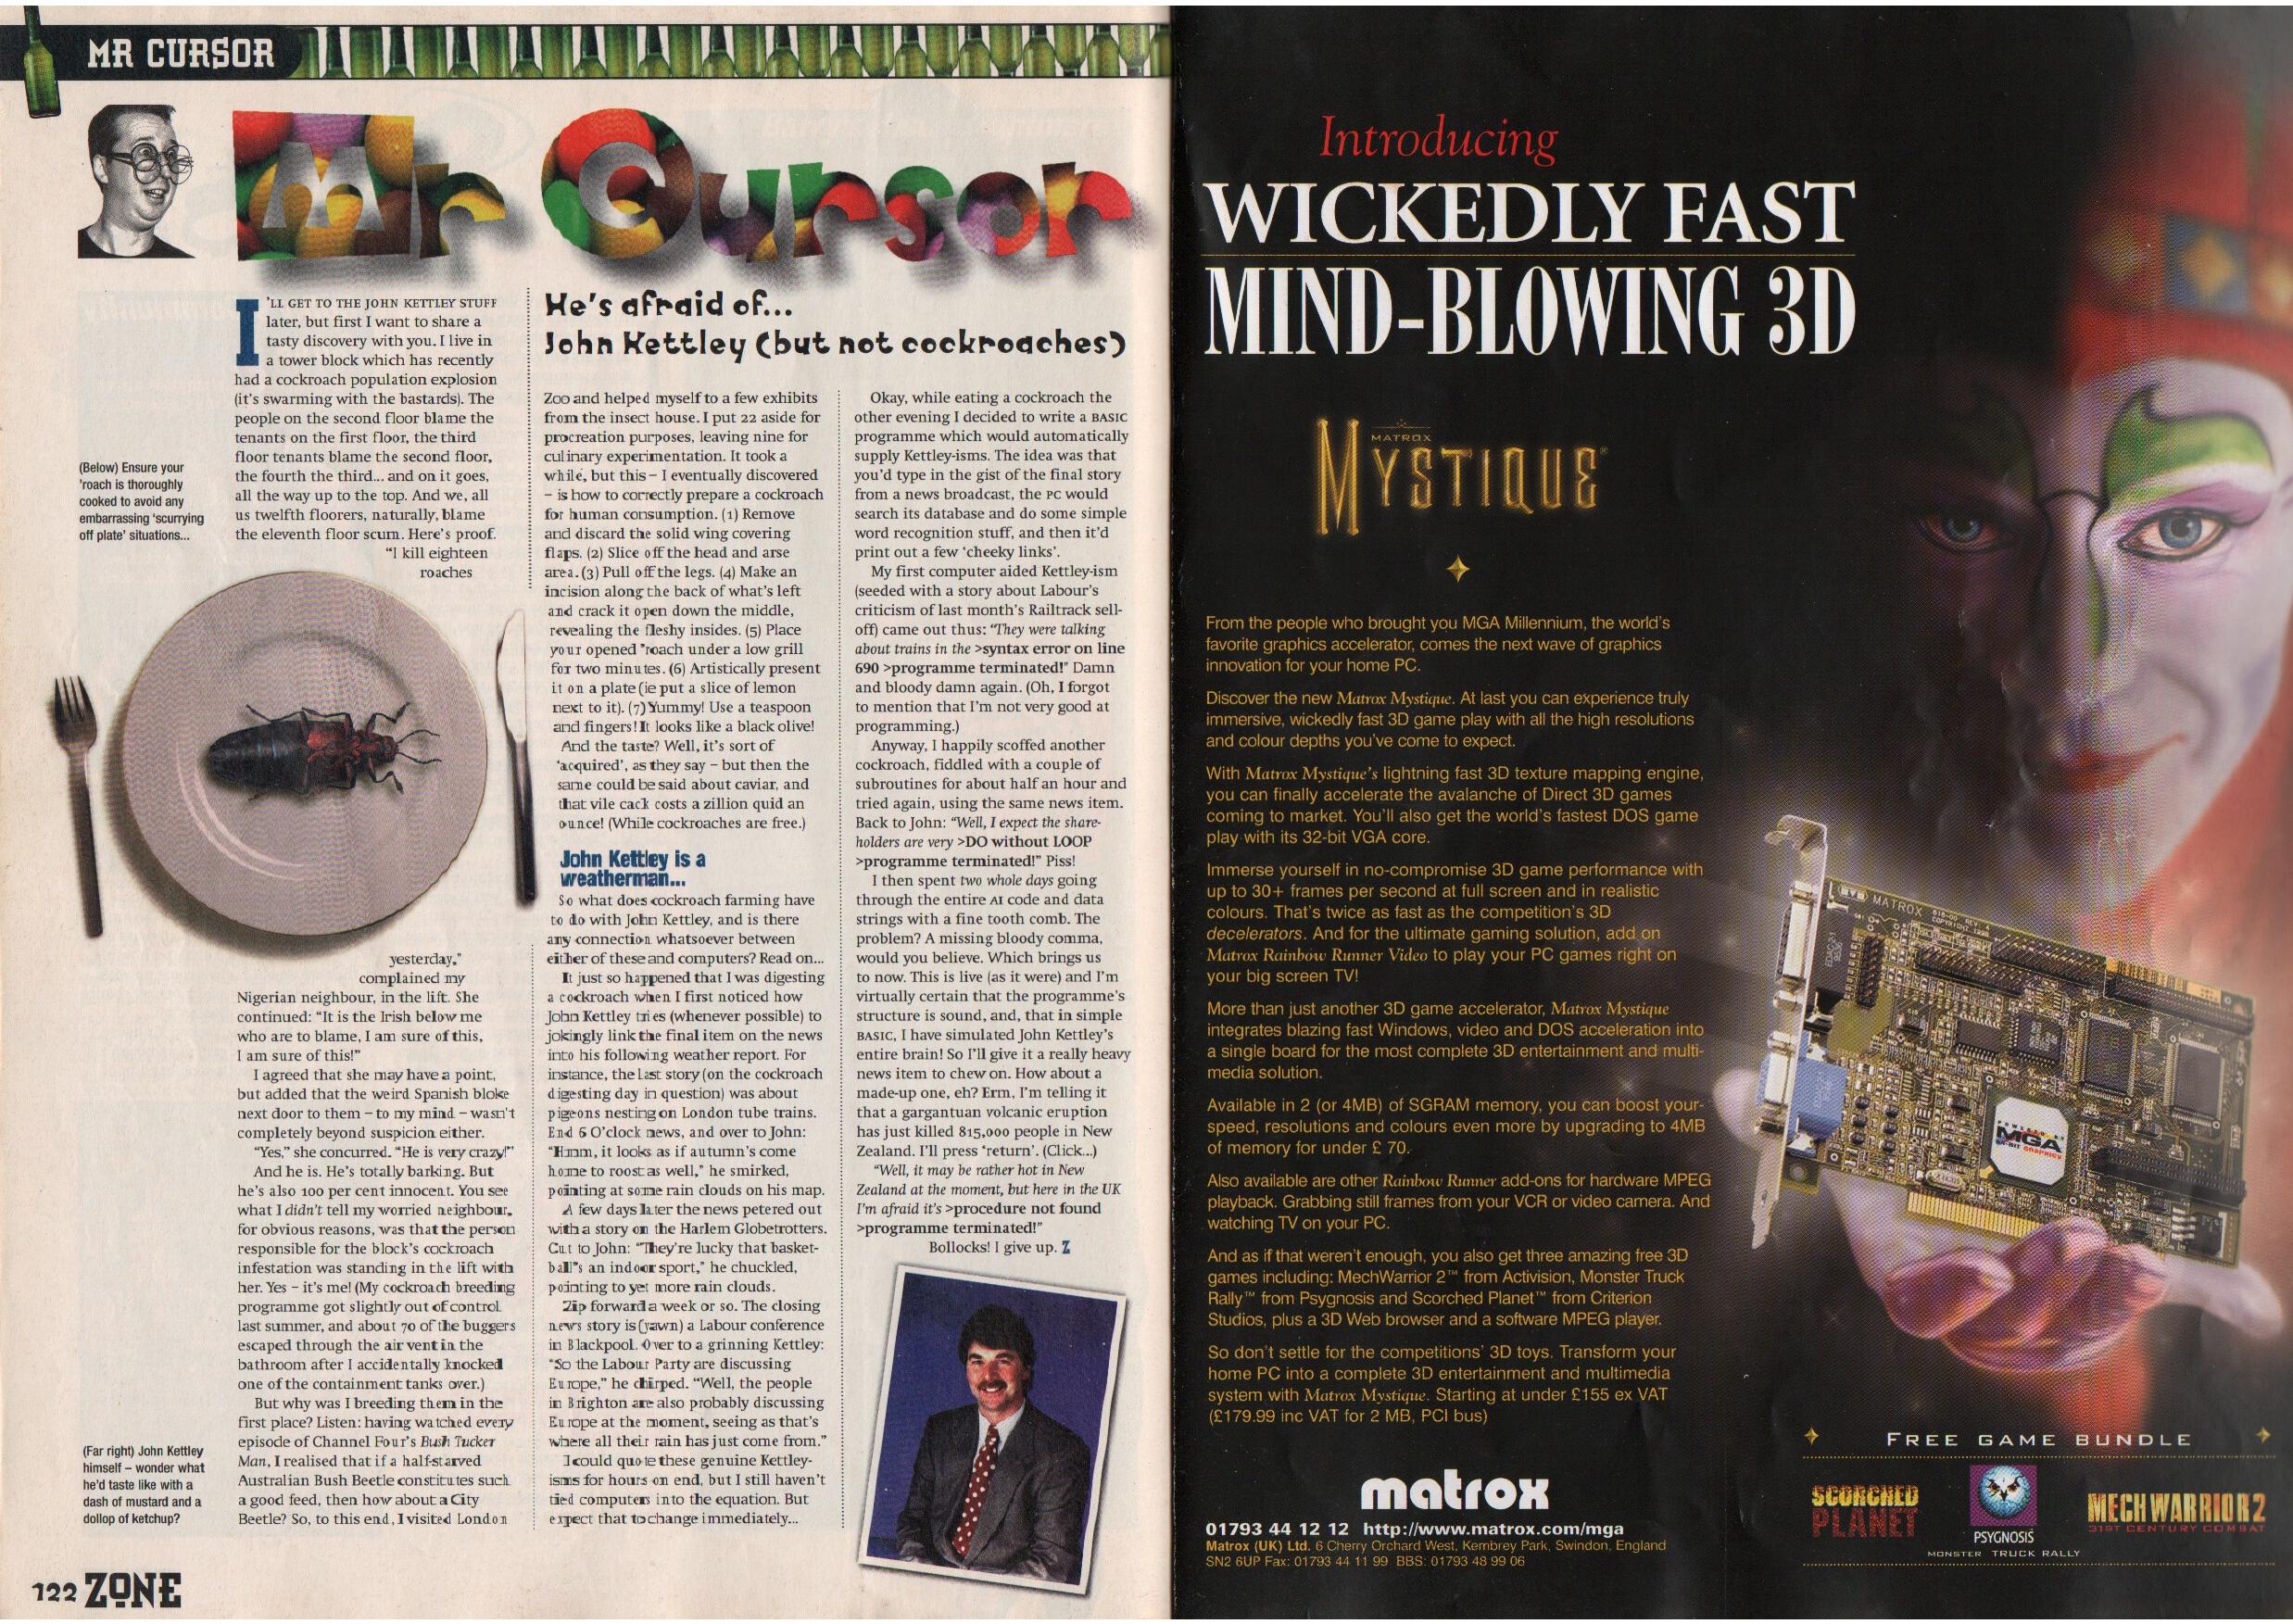 MR CURSOR
Mr Cursor
He's afraid of...
John Kettley (but not cockroaches)
I'LL GET TO THE JOHN KETTLEY STUFF
later, but first I want to share a
tasty discovery with you. I live in
a tower block which has recently
had a cockroach population explosion
(it's swarming with the bastards). The
people on the second floor blame the
tenants on the first floor, the third
floor tenants blame the second floor,
the fourth the third... and on it goes,
all the way up to the top. And we, all
us twelfth floorers, naturally, blame
the eleventh floor scum. Here's proof.
"I kill eighteen
roaches
(Below) Ensure your
'roach is thoroughly
cooked to avoid any
embarrassing 'scurrying
off plate' situations...
yesterday,"
complained my
Nigerian neighbour, in the lift. She
continued: "It is the Irish below me
who are to blame, I am sure of this,
I am sure of this!"
I agreed that she may have a point,
but added that the weird Spanish bloke
next door to them – to my mind – wasn't
completely beyond suspicion either.
"Yes," she concurred. "He is very crazy!"
And he is. He's totally barking. But
he's also 100 per cent innocent. You see
what I didn't tell my worried neighbour,
for obvious reasons, was that the person
responsible for the block's cockroach
infestation was standing in the lift with
her. Yes – it's me! (My cockroach breeding
programme got slightly out of control
last summer, and about 70 of the buggers
escaped through the air vent in the
bathroom after I accidentally knocked
one of the containment tanks over.)
But why was I breeding them in the
first place? Listen: having watched every
episode of Channel Four's Bush Tucker
Man, I realised that if a half-starved
Australian Bush Beetle constitutes such
a good feed, then how about a City
Beetle? So, to this end, I visited London
(Far right) John Kettley
himself – wonder what
he'd taste like with a
dash of mustard and a
dollop of ketchup?
Zoo and helped myself to a few exhibits
from the insect house. I put 22 aside for
procreation purposes, leaving nine for
culinary experimentation. It took a
while, but this – I eventually discovered
– is how to correctly prepare a cockroach
for human consumption. (1) Remove
and discard the solid wing covering
flaps. (2) Slice off the head and arse
area. (3) Pull off the legs. (4) Make an
incision along the back of what's left
and crack it open down the middle,
revealing the fleshy insides. (5) Place
your opened 'roach under a low grill
for two minutes. (6) Artistically present
it on a plate (ie put a slice of lemon
next to it). (7) Yummy! Use a teaspoon
and fingers! It looks like a black olive!
And the taste? Well, it's sort of
'acquired', as they say – but then the
same could be said about caviar, and
that vile cack costs a zillion quid an
ounce! (While cockroaches are free.)
John Kettley is a
weatherman...
So what does cockroach farming have
to do with John Kettley, and is there
any connection whatsoever between
either of these and computers? Read on...
It just so happened that I was digesting
a cockroach when I first noticed how
John Kettley tries (whenever possible) to
jokingly link the final item on the news
into his following weather report. For
instance, the last story (on the cockroach
digesting day in question) was about
pigeons nesting on London tube trains.
End 6 O'clock news, and over to John:
"Hmm, it looks as if autumn's come
home to roost as well," he smirked,
pointing at some rain clouds on his map.
A few days later the news petered out
with a story on the Harlem Globetrotters.
Cut to John: "They're lucky that basket-
ball's an indoor sport," he chuckled,
pointing to yet more rain clouds.
Zip forward a week or so. The closing
news story is (yawn) a Labour conference
in Blackpool. Over to a grinning Kettley:
"So the Labour Party are discussing
Europe," he chirped. "Well, the people
in Brighton are also probably discussing
Europe at the moment, seeing as that's
where all their rain has just come from."
I could quote these genuine Kettley-
isms for hours on end, but I still haven't
tied computers into the equation. But
expect that to change immediately...
Okay, while eating a cockroach the
other evening I decided to write a BASIC
programme which would automatically
supply Kettley-isms. The idea was that
you'd type in the gist of the final story
from a news broadcast, the PC would
search its database and do some simple
word recognition stuff, and then it'd
print out a few 'cheeky links'.
My first computer aided Kettley-ism
(seeded with a story about Labour's
criticism of last month's Railtrack sell-
off) came out thus: "They were talking
about trains in the >syntax error on line
690 >programme terminated!" Damn
and bloody damn again. (Oh, I forgot
to mention that I'm not very good at
programming.)
Anyway, I happily scoffed another
cockroach, fiddled with a couple of
subroutines for about half an hour and
tried again, using the same news item.
Back to John: "Well, I expect the share-
holders are very >DO without LOOP
>programme terminated!" Piss!
I then spent two whole days going
through the entire AI code and data
strings with a fine tooth comb. The
problem? A missing bloody comma,
would you believe. Which brings us
to now. This is live (as it were) and I'm
virtually certain that the programme's
structure is sound, and, that in simple
BASIC, I have simulated John Kettley's
entire brain! So I'll give it a really heavy
news item to chew on. How about a
made-up one, eh? Erm, I'm telling it
that a gargantuan volcanic eruption
has just killed 815,000 people in New
Zealand. I'll press 'return'. (Click...)
"Well, it may be rather hot in New
Zealand at the moment, but here in the UK
I'm afraid it's >procedure not found
>programme terminated!"
Bollocks! I give up. Z
122 ZONE
Introducing
WICKEDLY FAST
MIND-BLOWING 3D
MATROX
MYSTIQUE®
From the people who brought you MGA Millennium, the world's
favorite graphics accelerator, comes the next wave of graphics
innovation for your home PC.
Discover the new Matrox Mystique. At last you can experience truly
immersive, wickedly fast 3D game play with all the high resolutions
and colour depths you've come to expect.
With Matrox Mystique's lightning fast 3D texture mapping engine,
you can finally accelerate the avalanche of Direct 3D games
coming to market. You'll also get the world's fastest DOS game
play with its 32-bit VGA core.
Immerse yourself in no-compromise 3D game performance with
up to 30+ frames per second at full screen and in realistic
colours. That's twice as fast as the competition's 3D
decelerators. And for the ultimate gaming solution, add on
Matrox Rainbow Runner Video to play your PC games right on
your big screen TV!
More than just another 3D game accelerator, Matrox Mystique
integrates blazing fast Windows, video and DOS acceleration into
a single board for the most complete 3D entertainment and multi-
media solution.
Available in 2 (or 4MB) of SGRAM memory, you can boost your-
speed, resolutions and colours even more by upgrading to 4MB
of memory for under £ 70.
Also available are other Rainbow Runner add-ons for hardware MPEG
playback. Grabbing still frames from your VCR or video camera. And
watching TV on your PC.
And as if that weren't enough, you also get three amazing free 3D
games including: MechWarrior 2™ from Activision, Monster Truck
Rally™ from Psygnosis and Scorched Planet™ from Criterion
Studios, plus a 3D Web browser and a software MPEG player.
So don't settle for the competitions' 3D toys. Transform your
home PC into a complete 3D entertainment and multimedia
system with Matrox Mystique. Starting at under £155 ex VAT
(£179.99 inc VAT for 2 MB, PCI bus)
matrox
01793 44 12 12 http://www.matrox.com/mga
Matrox (UK) Ltd. 6 Cherry Orchard West, Kembrey Park, Swindon, England
SN2 6UP Fax: 01793 44 11 99 BBS: 01793 48 99 06
MATROX
POWERED BY
MGA
64-BIT GRAPHICS
FREE GAME BUNDLE
SCORCHED
PLANET
PSYGNOSIS
MONSTER TRUCK RALLY
MECHWARRIOR 2
31ST CENTURY COMBAT